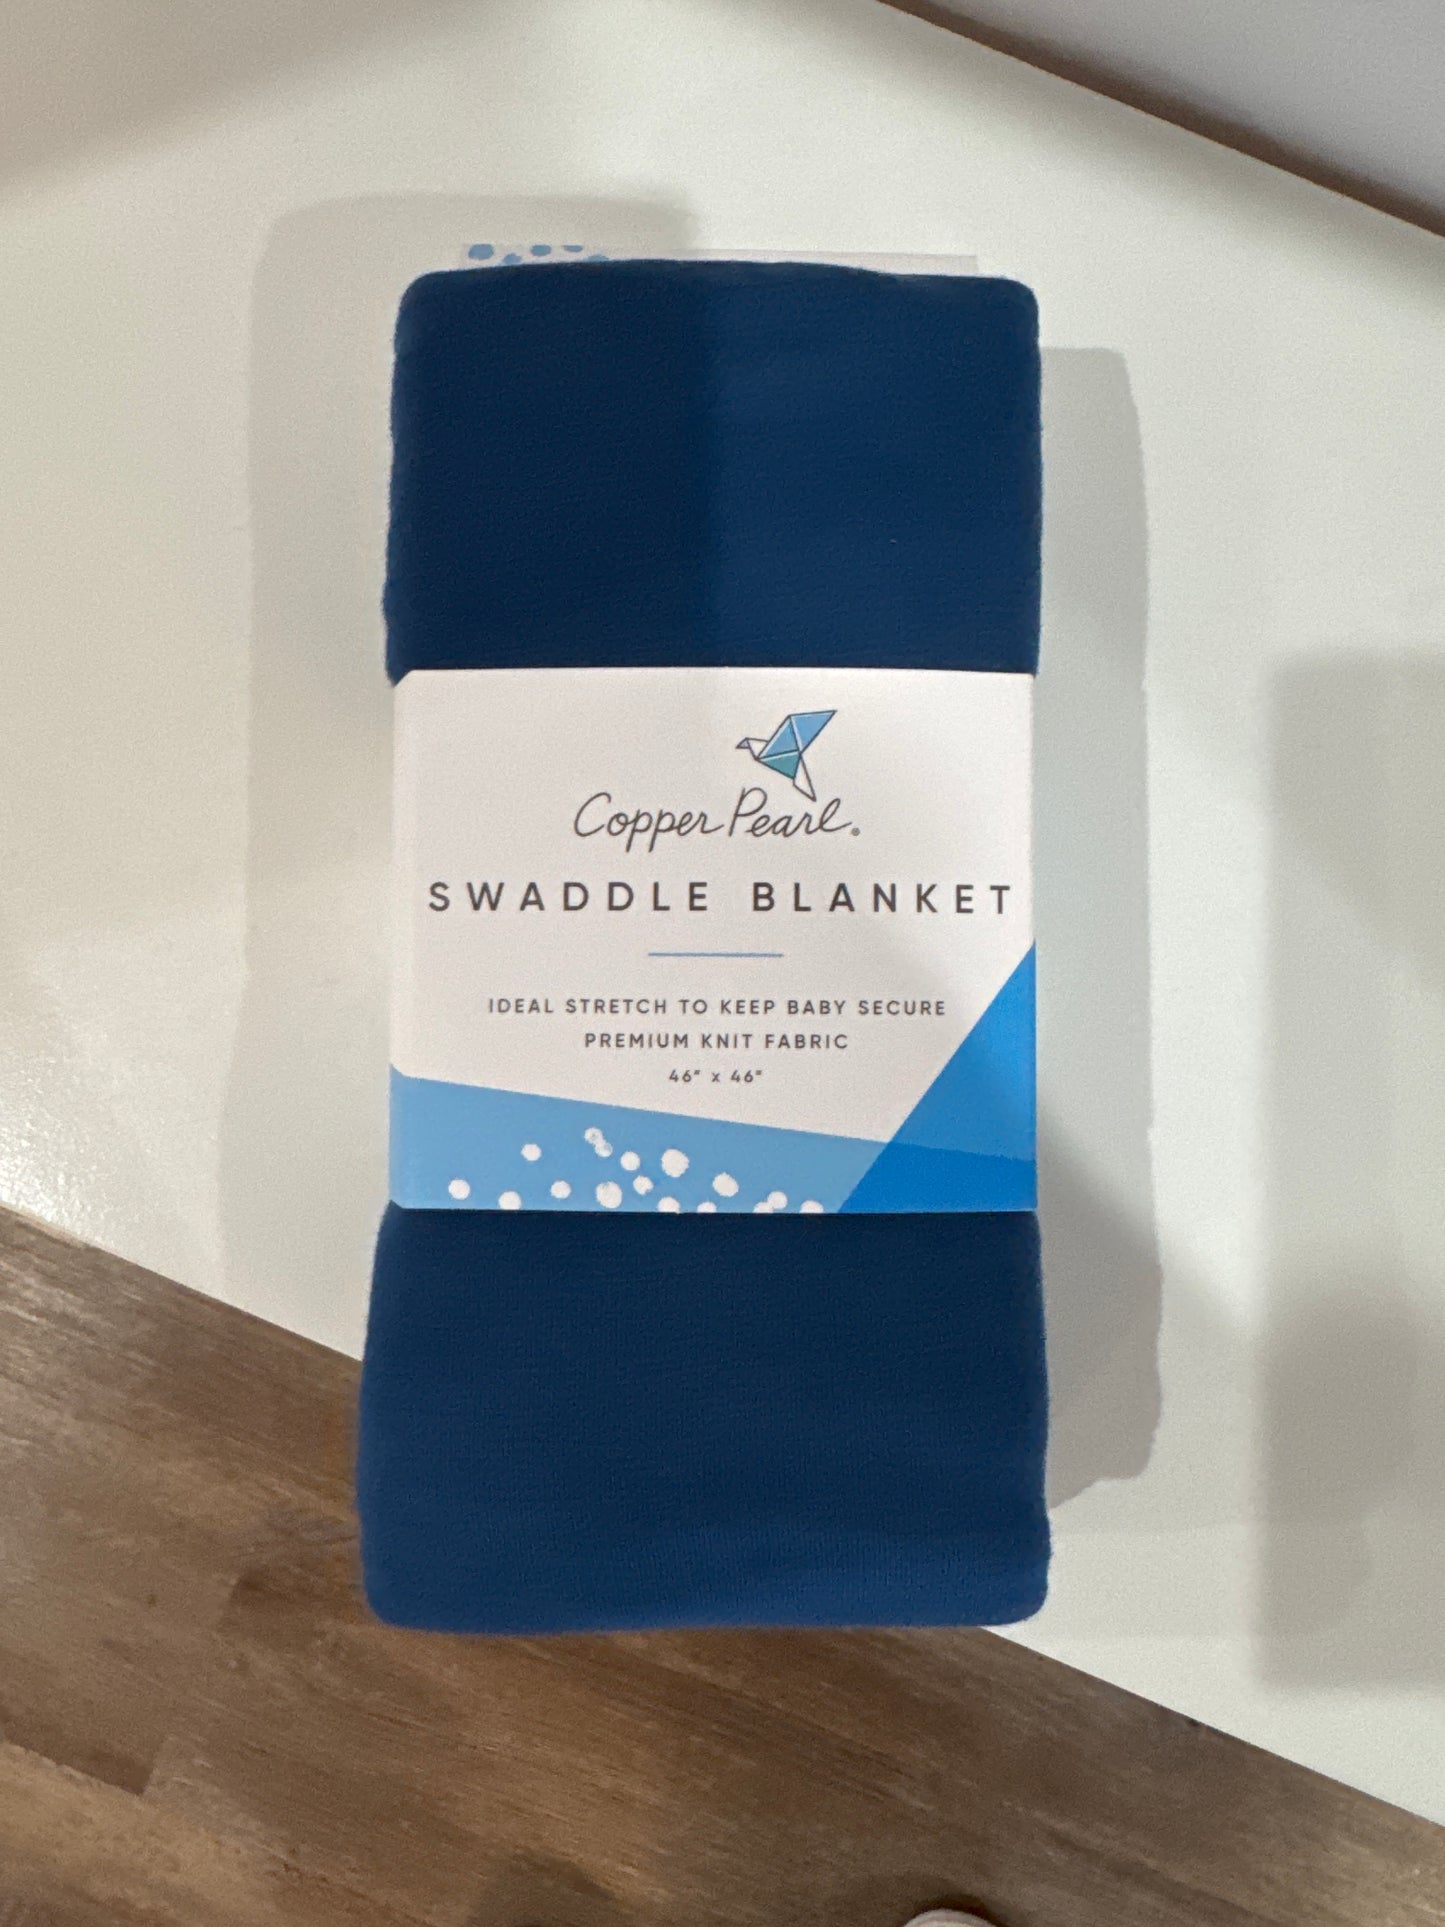 Copper Pearl®
SWADDLE BLANKET
IDEAL STRETCH TO KEEP BABY SECURE
PREMIUM KNIT FABRIC
46" x 46"